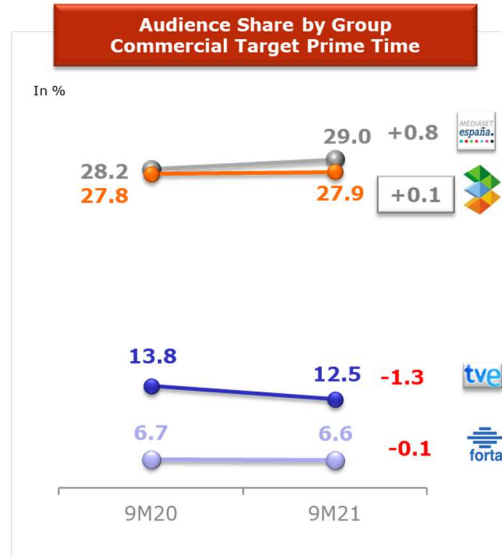 Audience Share by Group
Commercial Target Prime Time
In %
MEDIASET
españa.
29.0 +0.8
28.2
27.8
27.9 +0.1
13.8
12.5 -1.3 tve
6.7
6.6 -0.1
forta
9M20 9M21